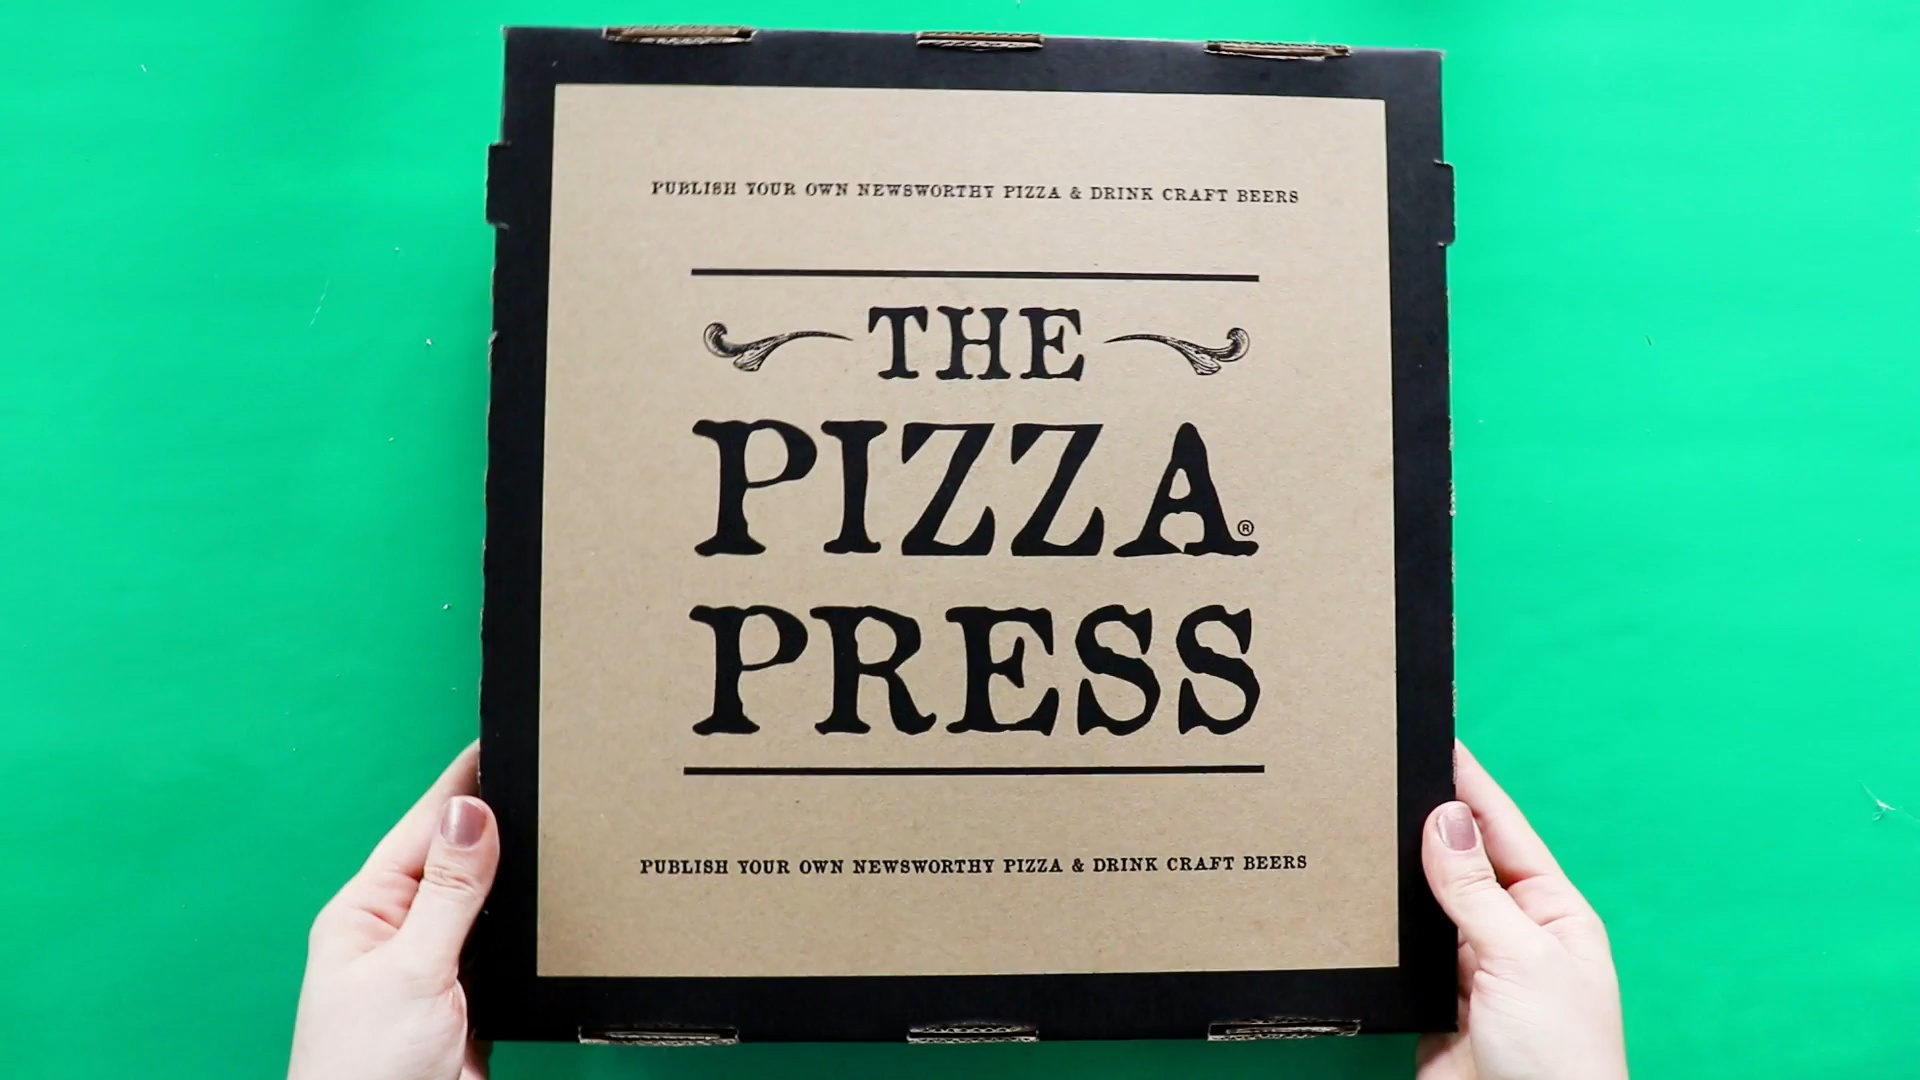 PUBLISH YOUR OWN NEWSWORTHY PIZZA & DRINK CRAFT BEERS
THE
PIZZA®
PRESS
PUBLISH YOUR OWN NEWSWORTHY PIZZA & DRINK CRAFT BEERS